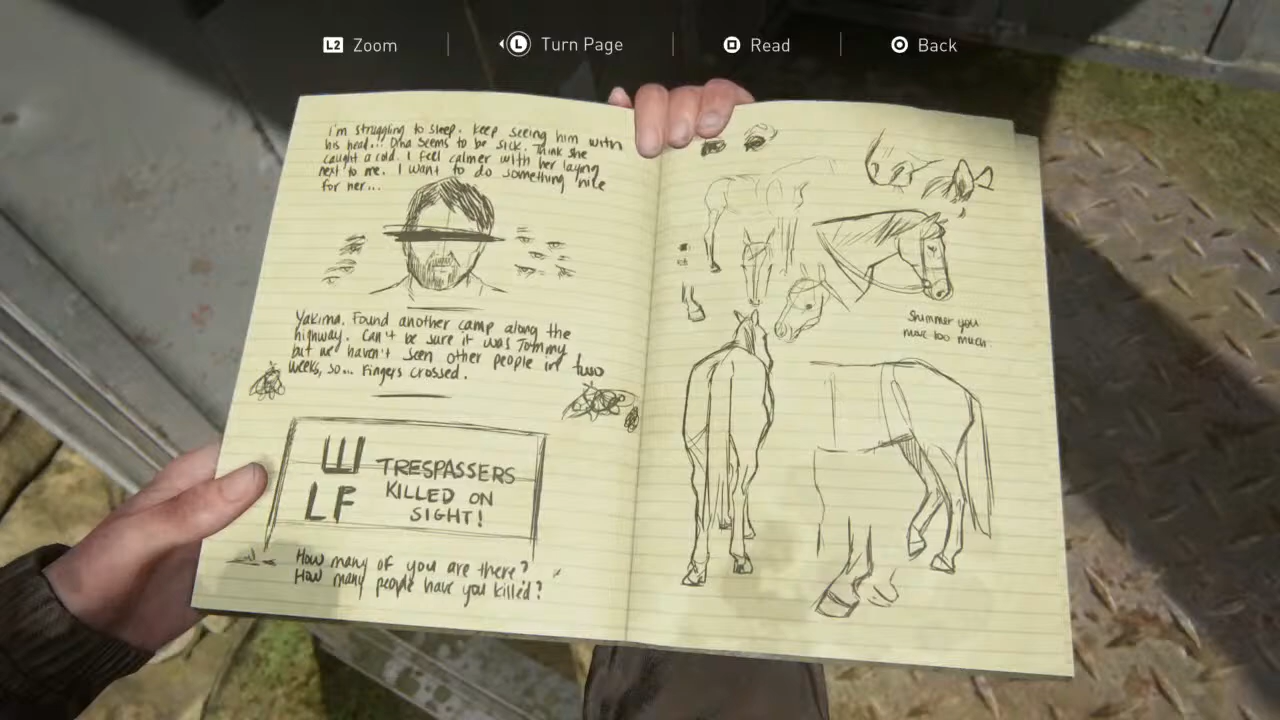 L2 Zoom
L Turn Page
Read
Back
i'm struggling to sleep. Keep seeing him with
his head... Dina seems to be sick. Think she
caught a cold. I feel calmer with her laying
next to me. I want to do something nice
for her...
Yakima. Found another camp along the
highway. Can't be sure it was Tommy
but we haven't seen other people in two
weeks, so... Fingers crossed.
W TRESPASSERS
LF KILLED ON
SIGHT!
How many of you are there?
How many people have you killed?
Shimmer you
move too much.